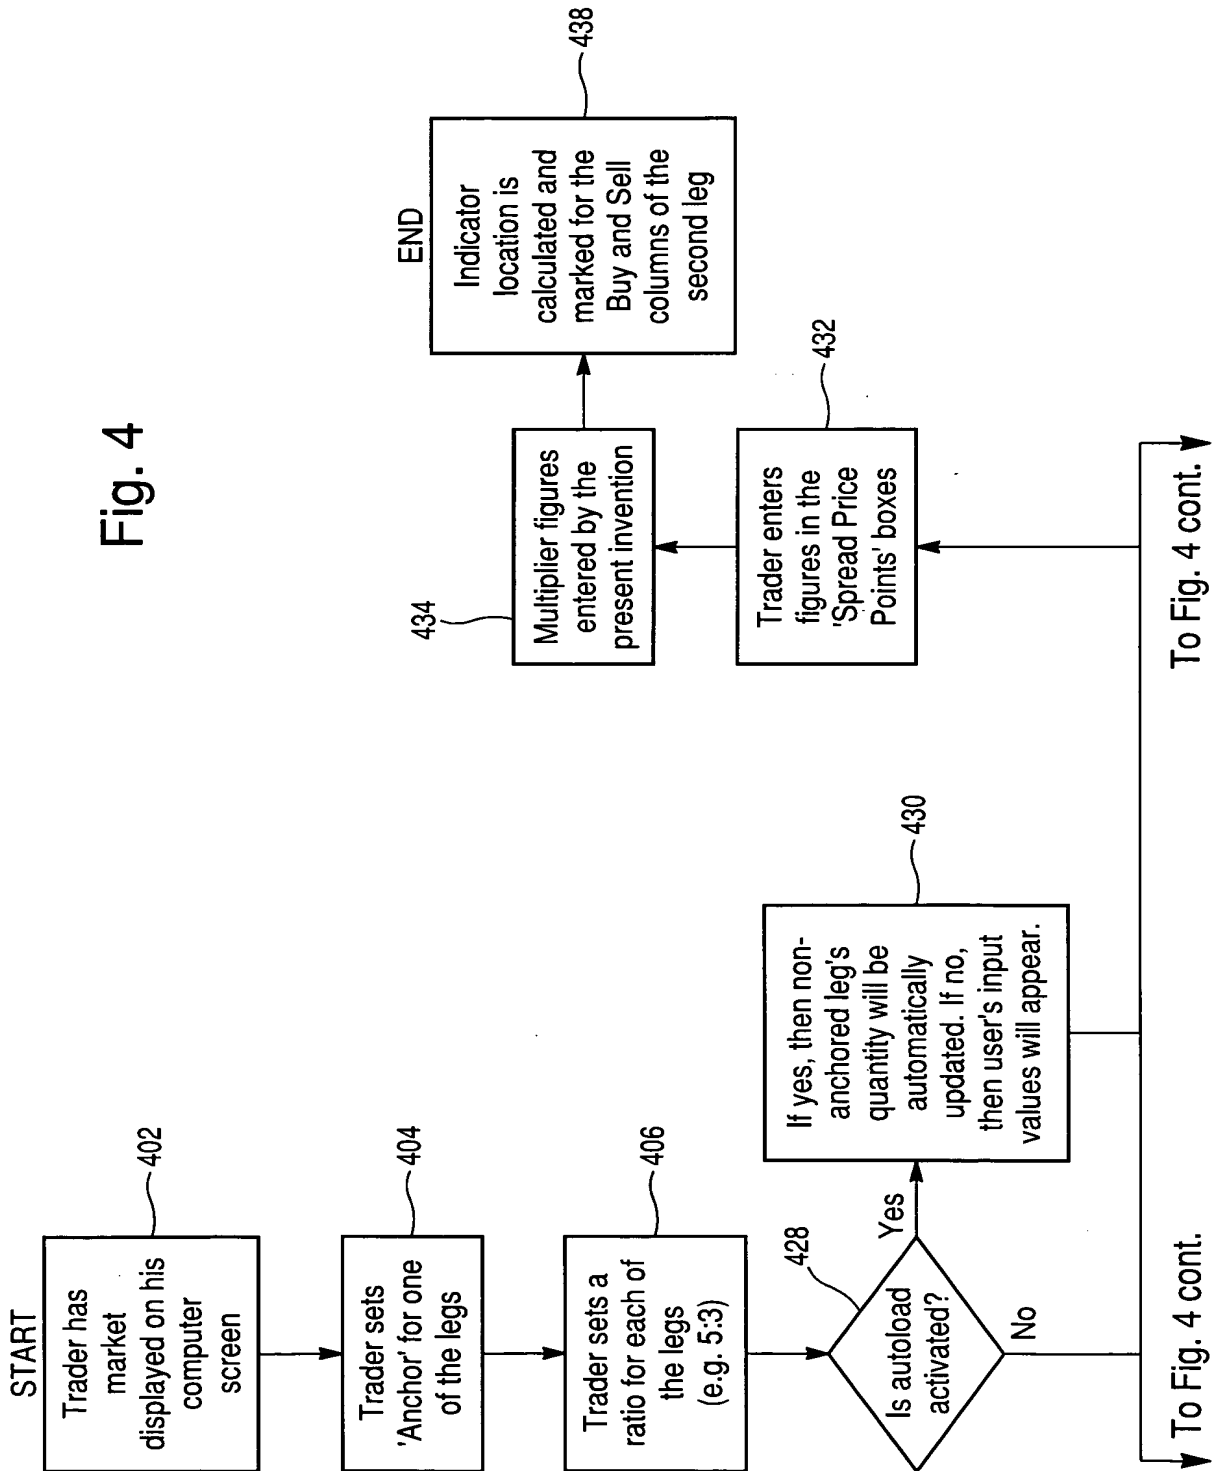 Fig. 4
START
Trader has
market
displayed on his
computer
screen
402
Trader sets
'Anchor' for one
of the legs
404
Trader sets a
ratio for each of
the legs
(e.g. 5:3)
406
Is autoload
activated?
428
Yes
No
If yes, then non-
anchored leg's
quantity will be
automatically
updated. If no,
then user's input
values will appear.
430
To Fig. 4 cont.
To Fig. 4 cont.
Trader enters
figures in the
'Spread Price
Points' boxes
432
Multiplier figures
entered by the
present invention
434
END
Indicator
location is
calculated and
marked for the
Buy and Sell
columns of the
second leg
438